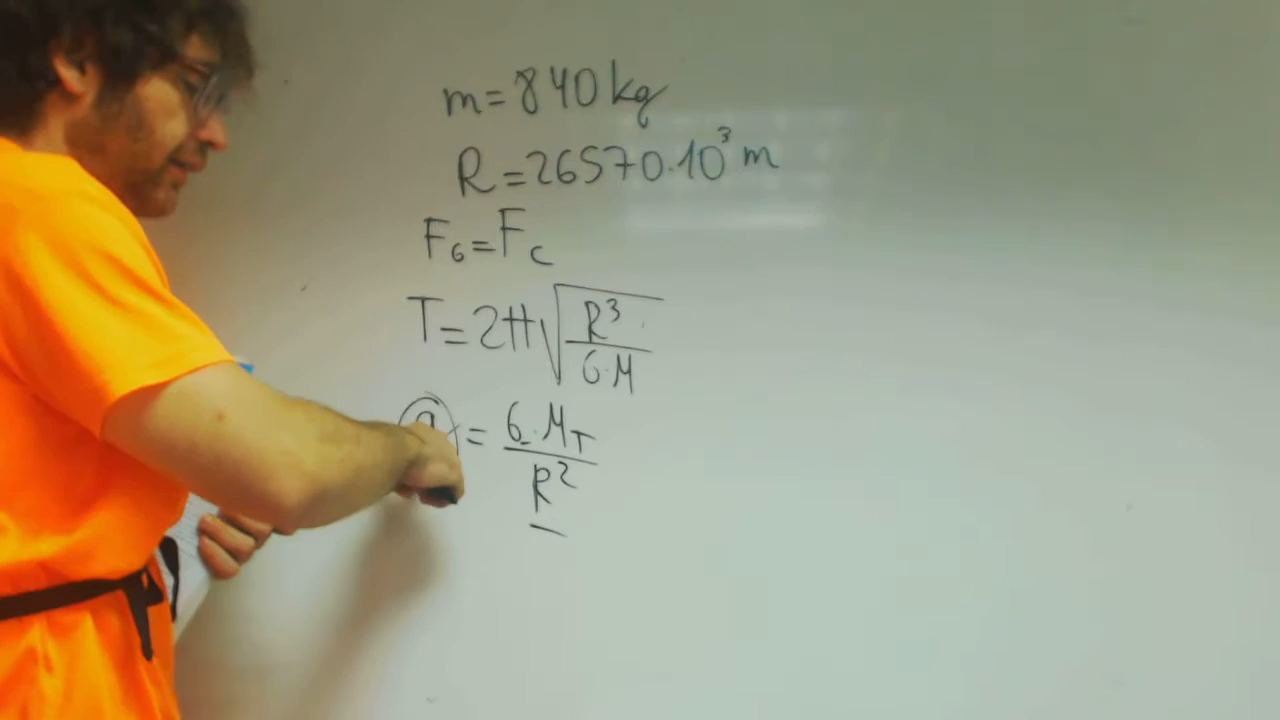 m=840 kg
R=26570·10³ m
F_G=F_C
T=2π√(R³/(G·M))
= (G·M_T)/R²